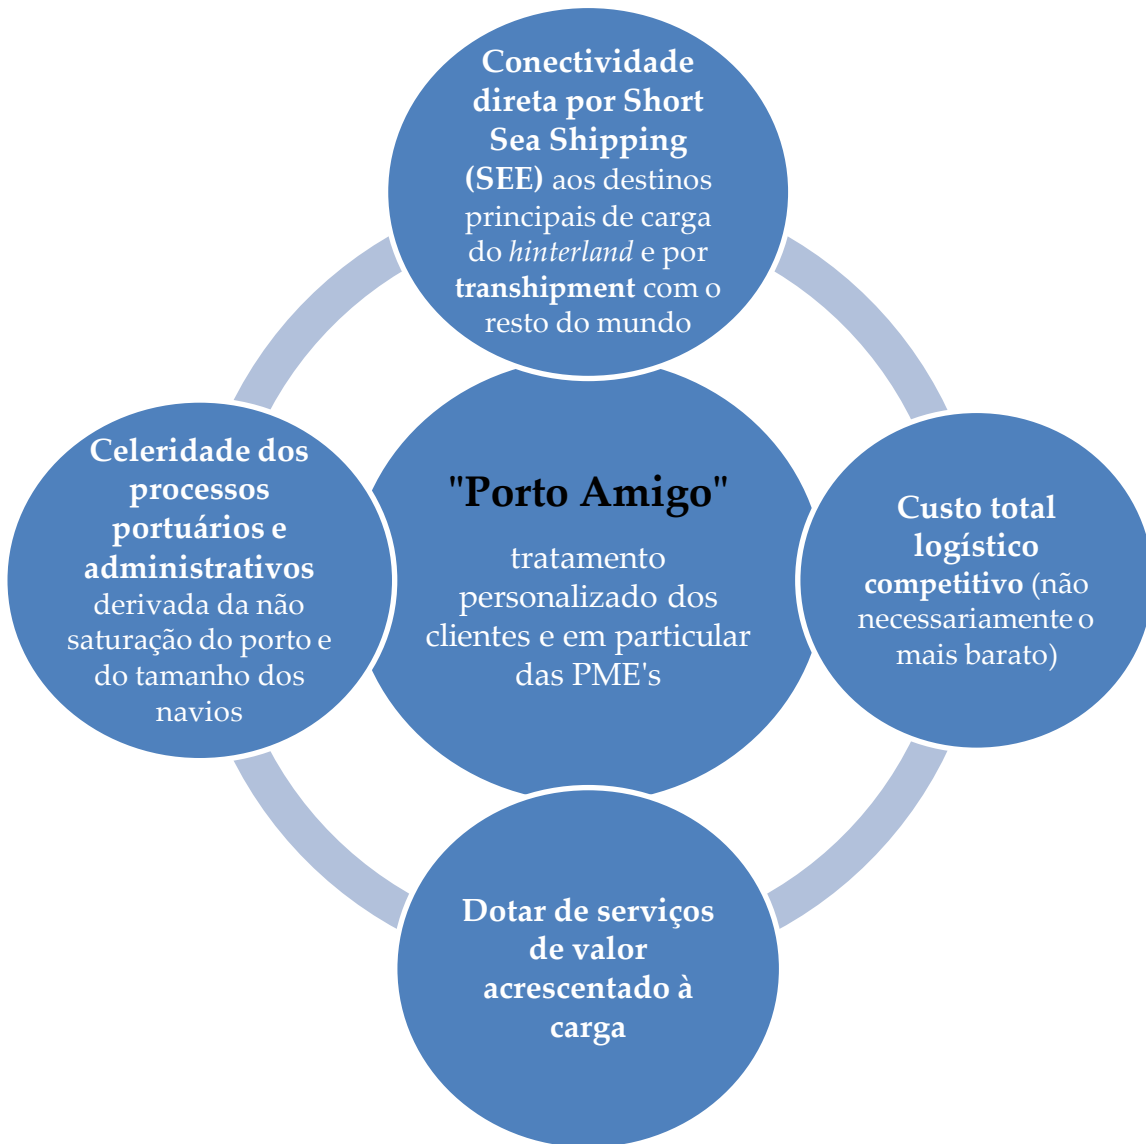 Conectividade
direta por Short
Sea Shipping
(SEE) aos destinos
principais de carga
do hinterland e por
transhipment com o
resto do mundo
Celeridade dos
processos
portuários e
administrativos
derivada da não
saturação do porto e
do tamanho dos
navios
"Porto Amigo"
tratamento
personalizado dos
clientes e em particular
das PME's
Custo total
logístico
competitivo (não
necessariamente o
mais barato)
Dotar de serviços
de valor
acrescentado à
carga